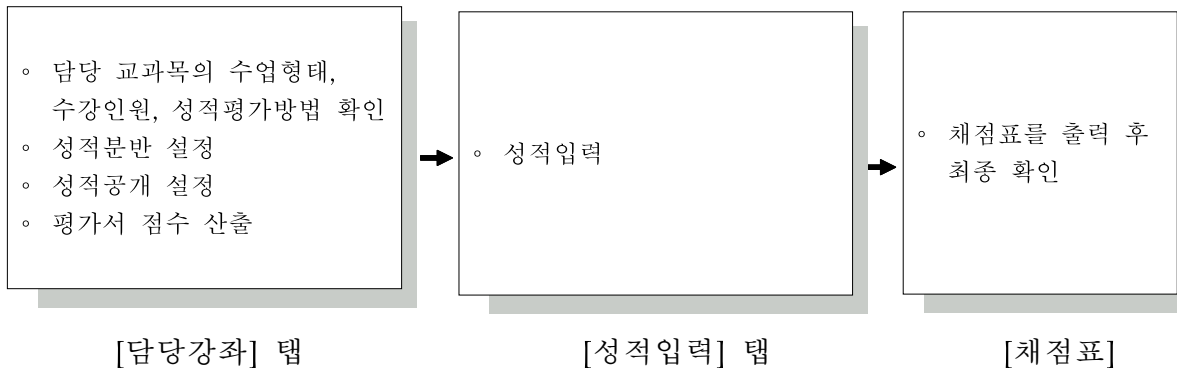 ◦ 담당 교과목의 수업형태,
수강인원, 성적평가방법 확인
◦ 성적분반 설정
◦ 성적공개 설정
◦ 평가서 점수 산출
[담당강좌] 탭
◦ 성적입력
[성적입력] 탭
◦ 채점표를 출력 후
최종 확인
[채점표]